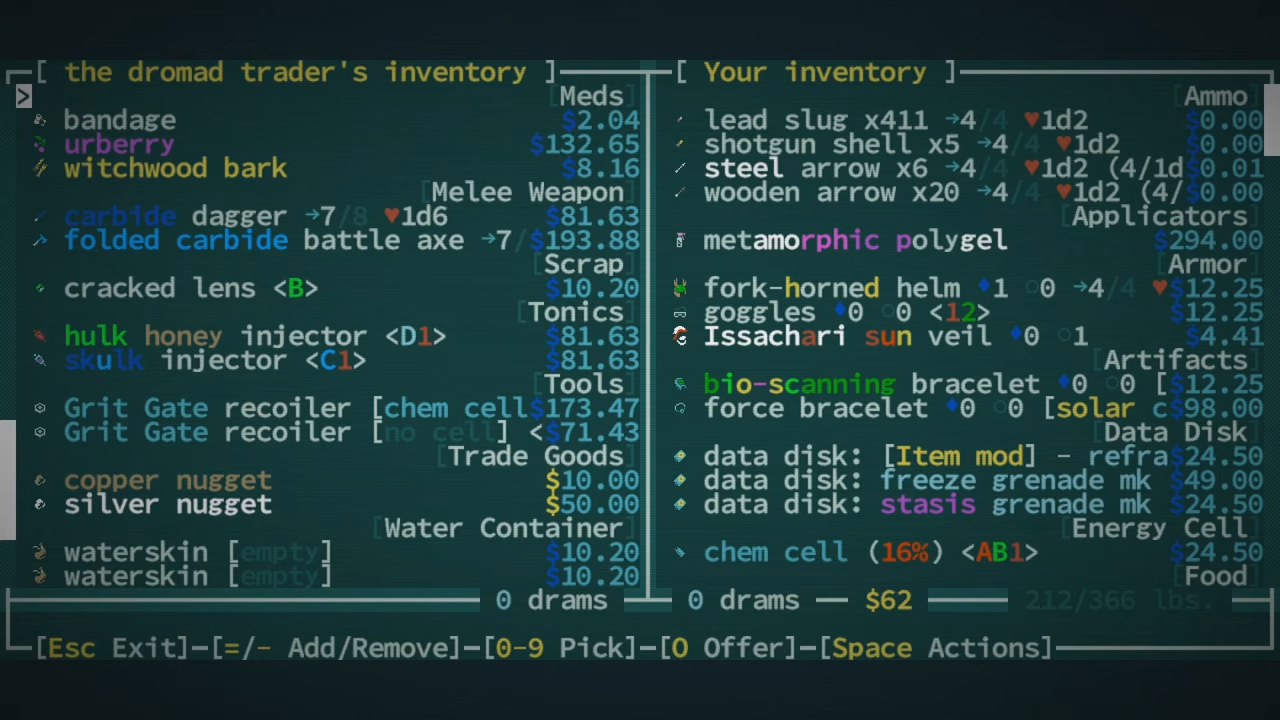 [ the dromad trader's inventory ]
[Meds]
bandage $2.04
urberry $132.65
witchwood bark $8.16
[Melee Weapon]
carbide dagger →7/8 ♥1d6 $81.63
folded carbide battle axe →7/ $193.88
[Scrap]
cracked lens <B> $10.20
[Tonics]
hulk honey injector <D1> $81.63
skulk injector <C1> $81.63
[Tools]
Grit Gate recoiler [chem cell $173.47
Grit Gate recoiler [no cell] < $71.43
[Trade Goods]
copper nugget $10.00
silver nugget $50.00
[Water Container]
waterskin [empty] $10.20
waterskin [empty] $10.20
0 drams
[ Your inventory ]
[Ammo]
lead slug x411 →4/4 ♥1d2 $0.00
shotgun shell x5 →4/4 ♥1d2 $0.00
steel arrow x6 →4/4 ♥1d2 (4/1d $0.01
wooden arrow x20 →4/4 ♥1d2 (4/ $0.00
[Applicators]
metamorphic polygel $294.00
[Armor]
fork-horned helm ♦1 ○0 →4/4 ♥ $12.25
goggles ♦0 ○0 <12> $12.25
Issachari sun veil ♦0 ○1 $4.41
[Artifacts]
bio-scanning bracelet ♦0 ○0 [ $12.25
force bracelet ♦0 ○0 [solar c $98.00
[Data Disk]
data disk: [Item mod] - refra $24.50
data disk: freeze grenade mk $49.00
data disk: stasis grenade mk $24.50
[Energy Cell]
chem cell (16%) <AB1> $24.50
[Food]
0 drams $62 212/366 lbs.
[Esc Exit]-[=/- Add/Remove]-[0-9 Pick]-[O Offer]-[Space Actions]